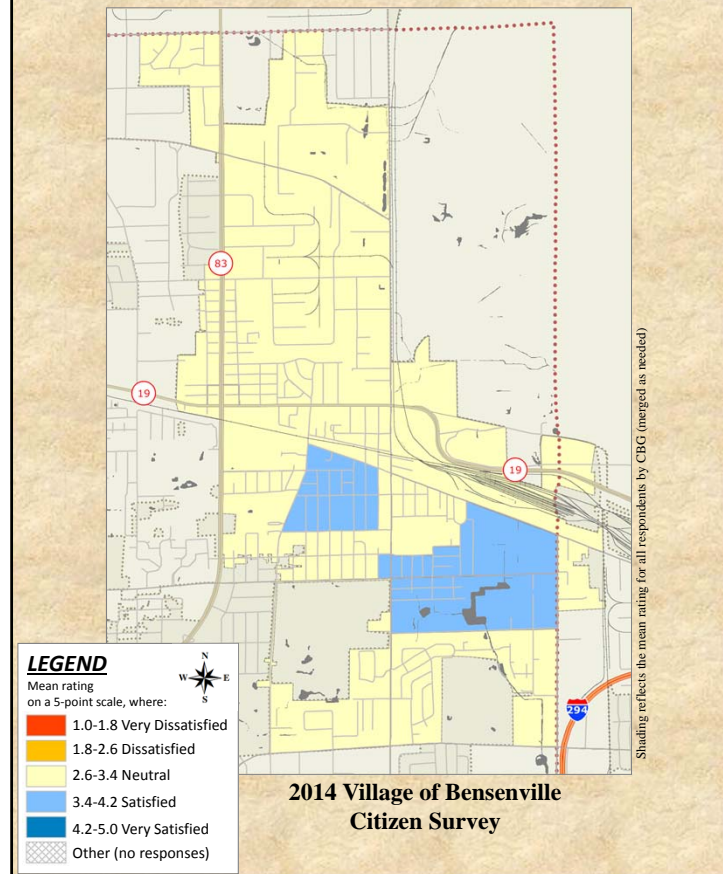 83
19
19
294
Shading reflects the mean rating for all respondents by CBG (merged as needed)
LEGEND
Mean rating
on a 5-point scale, where:
N
W E
S
1.0-1.8 Very Dissatisfied
1.8-2.6 Dissatisfied
2.6-3.4 Neutral
3.4-4.2 Satisfied
4.2-5.0 Very Satisfied
Other (no responses)
2014 Village of Bensenville
Citizen Survey